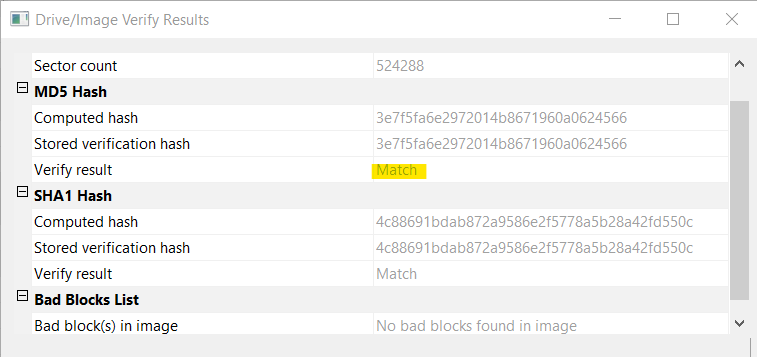 Drive/Image Verify Results
Sector count 524288
MD5 Hash
Computed hash 3e7f5fa6e2972014b8671960a0624566
Stored verification hash 3e7f5fa6e2972014b8671960a0624566
Verify result Match
SHA1 Hash
Computed hash 4c88691bdab872a9586e2f5778a5b28a42fd550c
Stored verification hash 4c88691bdab872a9586e2f5778a5b28a42fd550c
Verify result Match
Bad Blocks List
Bad block(s) in image No bad blocks found in image